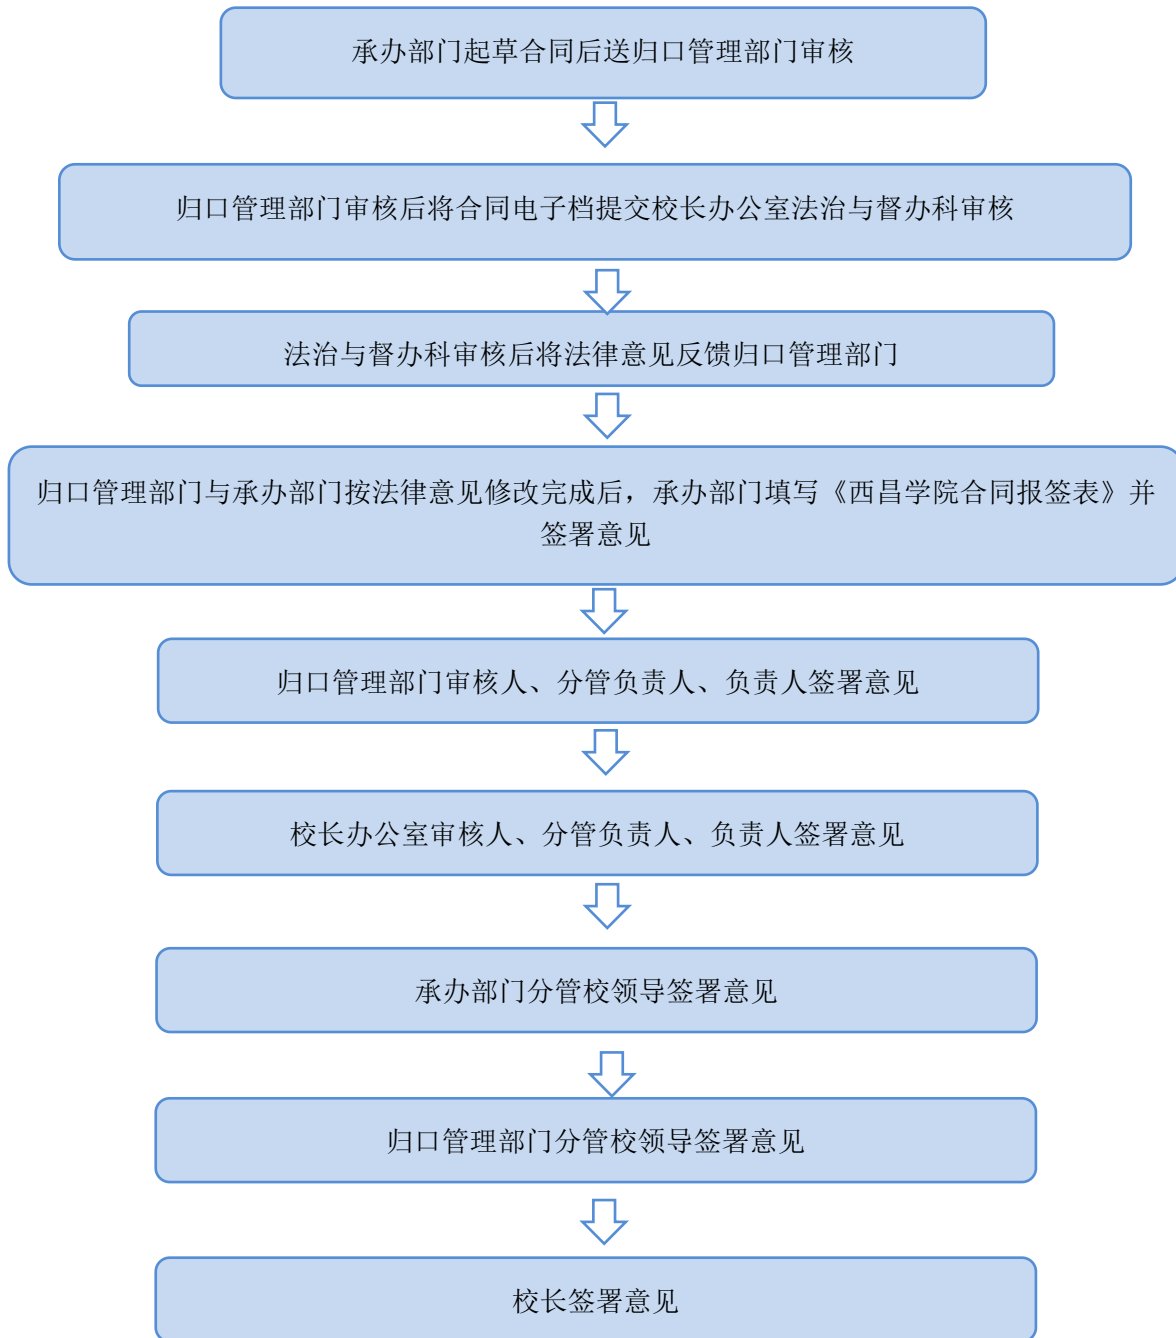 承办部门起草合同后送归口管理部门审核
归口管理部门审核后将合同电子档提交校长办公室法治与督办科审核
法治与督办科审核后将法律意见反馈归口管理部门
归口管理部门与承办部门按法律意见修改完成后，承办部门填写《西昌学院合同报签表》并
签署意见
归口管理部门审核人、分管负责人、负责人签署意见
校长办公室审核人、分管负责人、负责人签署意见
承办部门分管校领导签署意见
归口管理部门分管校领导签署意见
校长签署意见